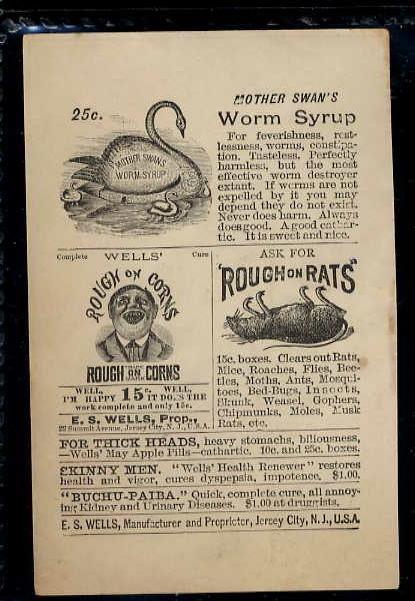 25c.
MOTHER SWAN'S
WORM SYRUP
MOTHER SWAN'S
Worm Syrup
For feverishness, rest-
lessness, worms, constipa-
tion. Tasteless. Perfectly
harmless, but the most
effective worm destroyer
extant. If worms are not
expelled by it you may
depend they do not exist.
Never does harm. Always
does good. A good cathar-
tic. It is sweet and nice.
Complete WELLS' Cure
ROUGH ON CORNS
ROUGH ON CORNS
WELL, I'M HAPPY 15c. WELL, IT DOES THE
work complete and only 15c.
E. S. WELLS, Prop.,
22 Summit Avenue, Jersey City, N. J., U.S.A.
ASK FOR
"ROUGH ON RATS"
15c. boxes. Clears out Rats,
Mice, Roaches, Flies, Bee-
tles, Moths, Ants, Mosqui-
toes, Bed-Bugs, Insects,
Skunk, Weasel, Gophers,
Chipmunks, Moles, Musk
Rats, etc.
FOR THICK HEADS, heavy stomachs, biliousness,
—Wells' May Apple Pills—cathartic. 10c. and 25c. boxes.
SKINNY MEN. "Wells' Health Renewer" restores
health and vigor, cures dyspepsia, impotence. $1.00.
"BUCHU-PAIBA." Quick, complete cure, all annoy-
ing Kidney and Urinary Diseases. $1.00 at druggists.
E. S. WELLS, Manufacturer and Proprietor, Jersey City, N. J., U.S.A.